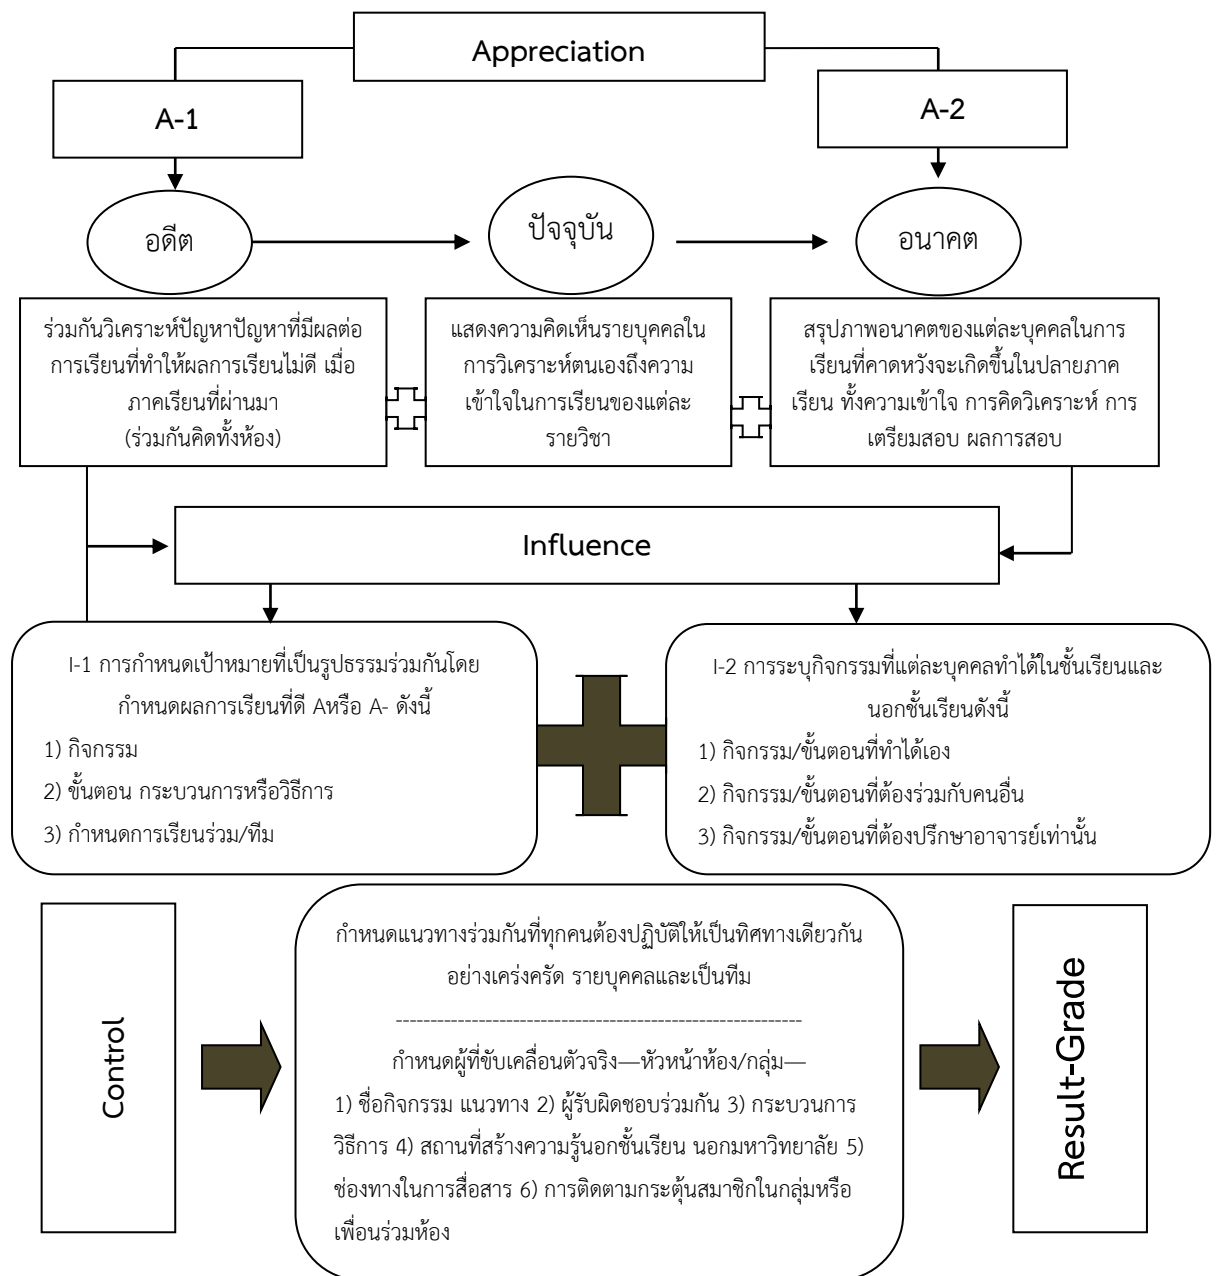 Appreciation
A-1
A-2
อดีต
ปัจจุบัน
อนาคต
ร่วมกันวิเคราะห์ปัญหาปัญหาที่มีผลต่อ
การเรียนที่ทำให้ผลการเรียนไม่ดี เมื่อ
ภาคเรียนที่ผ่านมา
(ร่วมกันคิดทั้งห้อง)
แสดงความคิดเห็นรายบุคคลใน
การวิเคราะห์ตนเองถึงความ
เข้าใจในการเรียนของแต่ละ
รายวิชา
สรุปภาพอนาคตของแต่ละบุคคลในการ
เรียนที่คาดหวังจะเกิดขึ้นในปลายภาค
เรียน ทั้งความเข้าใจ การคิดวิเคราะห์ การ
เตรียมสอบ ผลการสอบ
Influence
I-1 การกำหนดเป้าหมายที่เป็นรูปธรรมร่วมกันโดย
กำหนดผลการเรียนที่ดี Aหรือ A- ดังนี้
1) กิจกรรม
2) ขั้นตอน กระบวนการหรือวิธีการ
3) กำหนดการเรียนร่วม/ทีม
I-2 การระบุกิจกรรมที่แต่ละบุคคลทำได้ในชั้นเรียนและ
นอกชั้นเรียนดังนี้
1) กิจกรรม/ขั้นตอนที่ทำได้เอง
2) กิจกรรม/ขั้นตอนที่ต้องร่วมกับคนอื่น
3) กิจกรรม/ขั้นตอนที่ต้องปรึกษาอาจารย์เท่านั้น
Control
กำหนดแนวทางร่วมกันที่ทุกคนต้องปฏิบัติให้เป็นทิศทางเดียวกัน
อย่างเคร่งครัด รายบุคคลและเป็นทีม
-----------------------------------------------------------
กำหนดผู้ที่ขับเคลื่อนตัวจริง—หัวหน้าห้อง/กลุ่ม—
1) ชื่อกิจกรรม แนวทาง 2) ผู้รับผิดชอบร่วมกัน 3) กระบวนการ
วิธีการ 4) สถานที่สร้างความรู้นอกชั้นเรียน นอกมหาวิทยาลัย 5)
ช่องทางในการสื่อสาร 6) การติดตามกระตุ้นสมาชิกในกลุ่มหรือ
เพื่อนร่วมห้อง
Result-Grade